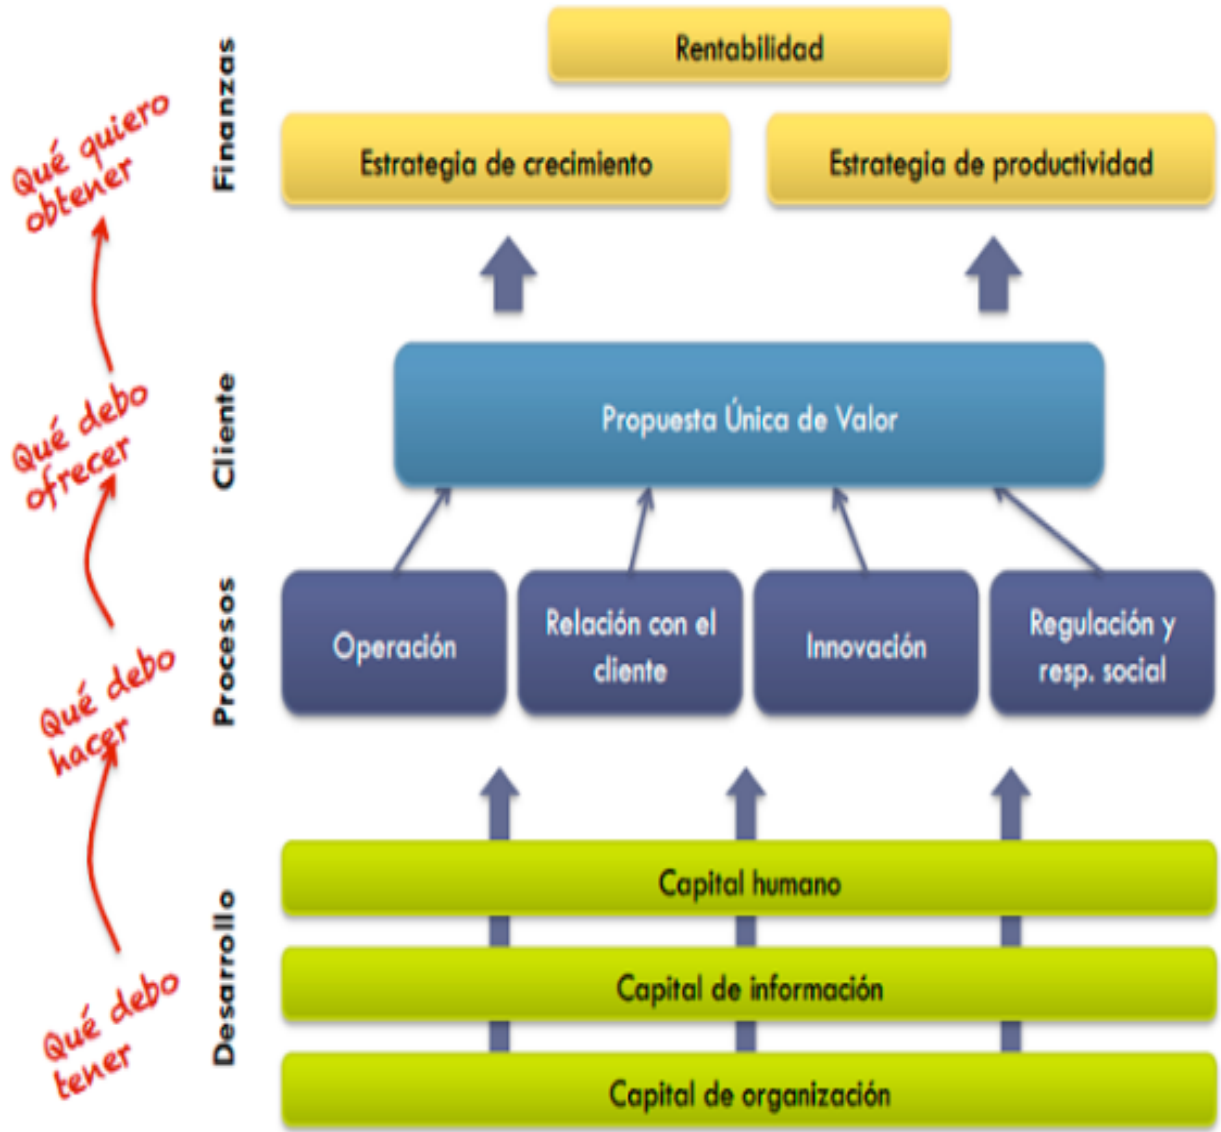 Finanzas
Rentabilidad
Estrategia de crecimiento
Estrategia de productividad
Qué quiero
obtener
Cliente
Propuesta Única de Valor
Qué debo
ofrecer
Procesos
Operación
Relación con el
cliente
Innovación
Regulación y
resp. social
Qué debo
hacer
Desarrollo
Capital humano
Capital de información
Capital de organización
Qué debo
tener